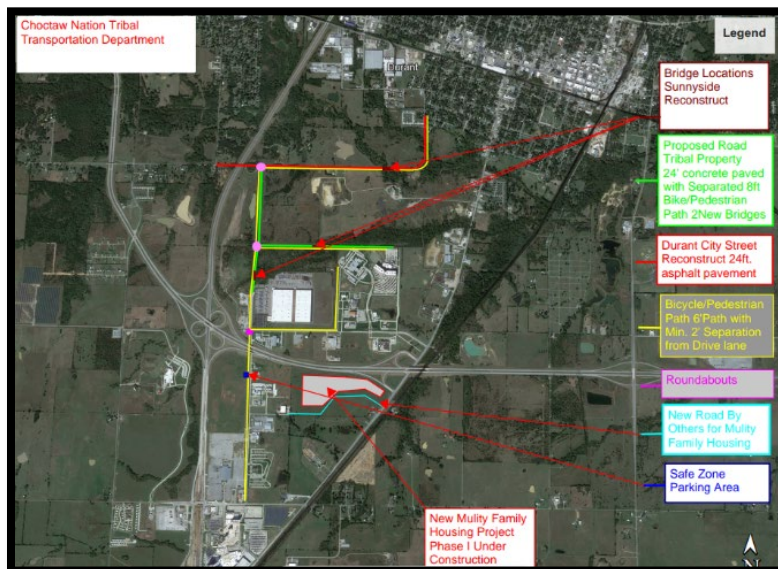 Choctaw Nation Tribal
Transportation Department
Legend
Durant
Bridge Locations
Sunnyside
Reconstruct
Proposed Road
Tribal Property
24' concrete paved
with Separated 8ft
Bike/Pedestrian
Path 2New Bridges
Durant City Street
Reconstruct 24ft.
asphalt pavement
Bicycle/Pedestrian
Path 6'Path with
Min. 2' Separation
from Drive lane
Roundabouts
New Road By
Others for Mulity
Family Housing
Safe Zone
Parking Area
New Mulity Family
Housing Project
Phase I Under
Construction
N